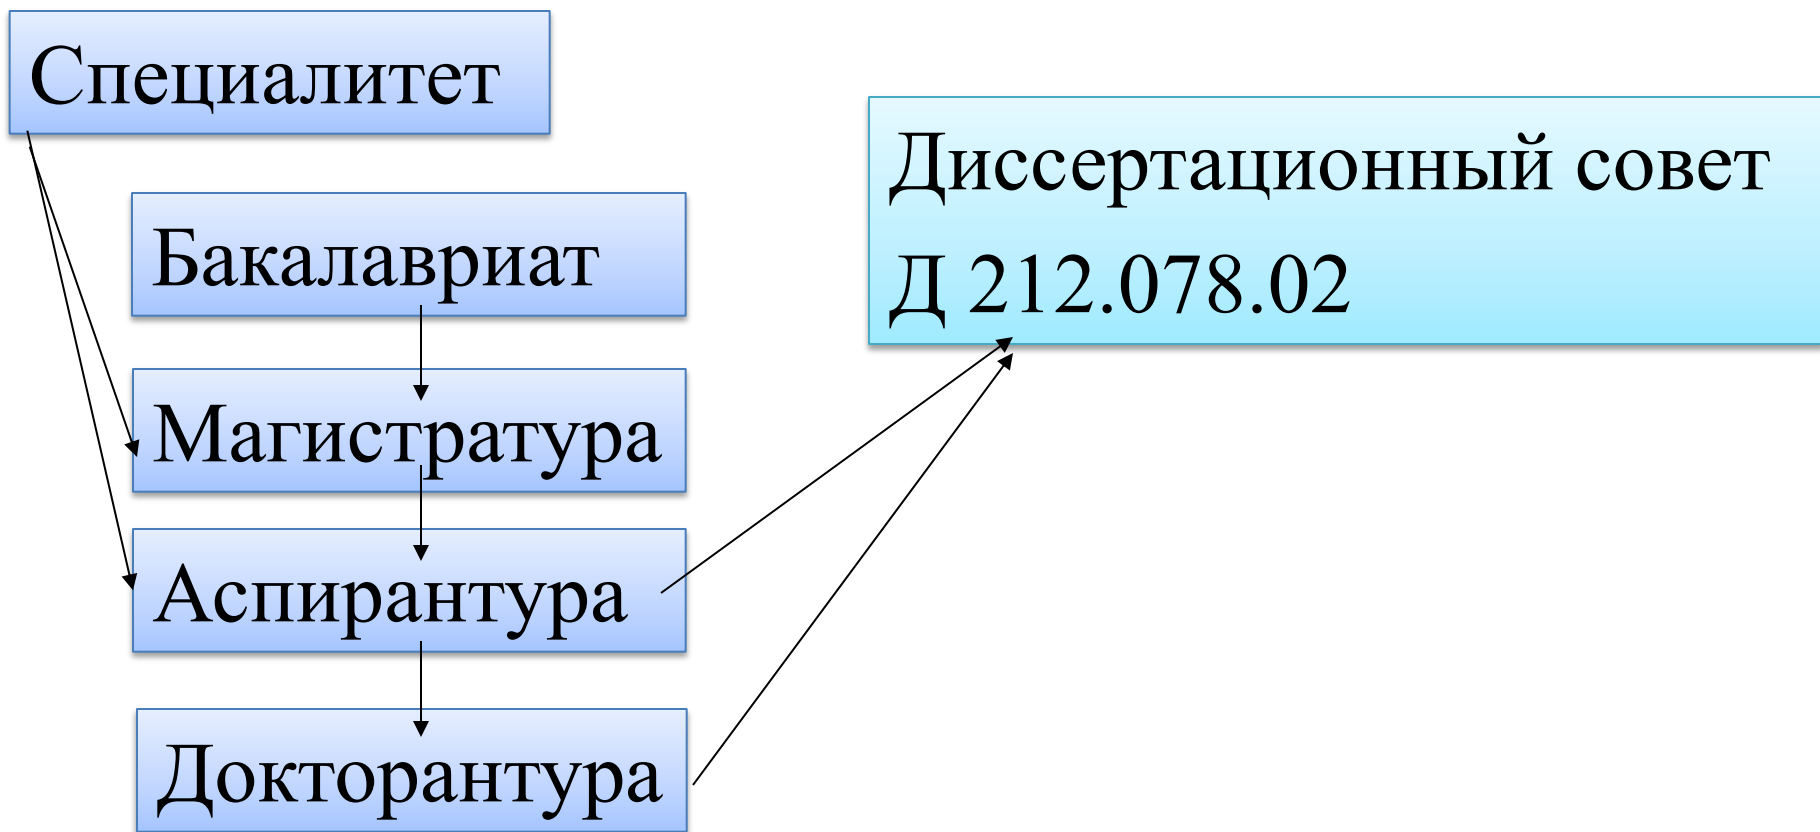 Специалитет
Бакалавриат
Магистратура
Аспирантура
Докторантура
Диссертационный совет
Д 212.078.02